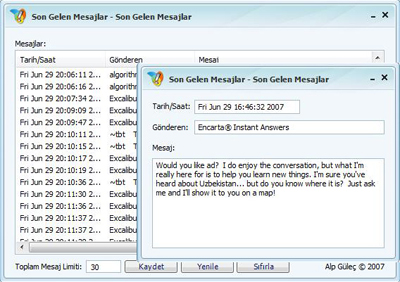 Son Gelen Mesajlar - Son Gelen Mesajlar
Mesajlar:
Tarih/Saat Gönderen Mesaj
Fri Jun 29 20:06:11 2... algorithm
Fri Jun 29 20:06:16 2... algorithm
Fri Jun 29 20:07:34 2... Excalibu
Fri Jun 29 20:09:09 2... Excalibu
Fri Jun 29 20:09:47 2... Excalibu
Fri Jun 29 20:10:11 2... ~tbt T
Fri Jun 29 20:10:15 2... Excalibu
Fri Jun 29 20:10:36 2... ~tbt T
Fri Jun 29 20:11:30 2... Excalibu
Fri Jun 29 20:11:36 2... Excalibu
Fri Jun 29 20:11:37 2... Excalibu
Fri Jun 29 20:11:37 2... Excalibu
Fri Jun 29 20:11:38 2... Excalibu
Son Gelen Mesajlar - Son Gelen Mesajlar
Tarih/Saat: Fri Jun 29 16:46:32 2007
Gönderen: Encarta® Instant Answers
Mesaj:
Would you like ad? I do enjoy the conversation, but what I'm
really here for is to help you learn new things. I'm sure you've
heard about Uzbekistan... but do you know where it is? Just ask
me and I'll show it to you on a map!
Toplam Mesaj Limiti: 30 Kaydet Yenile Sıfırla Alp Güleç © 2007